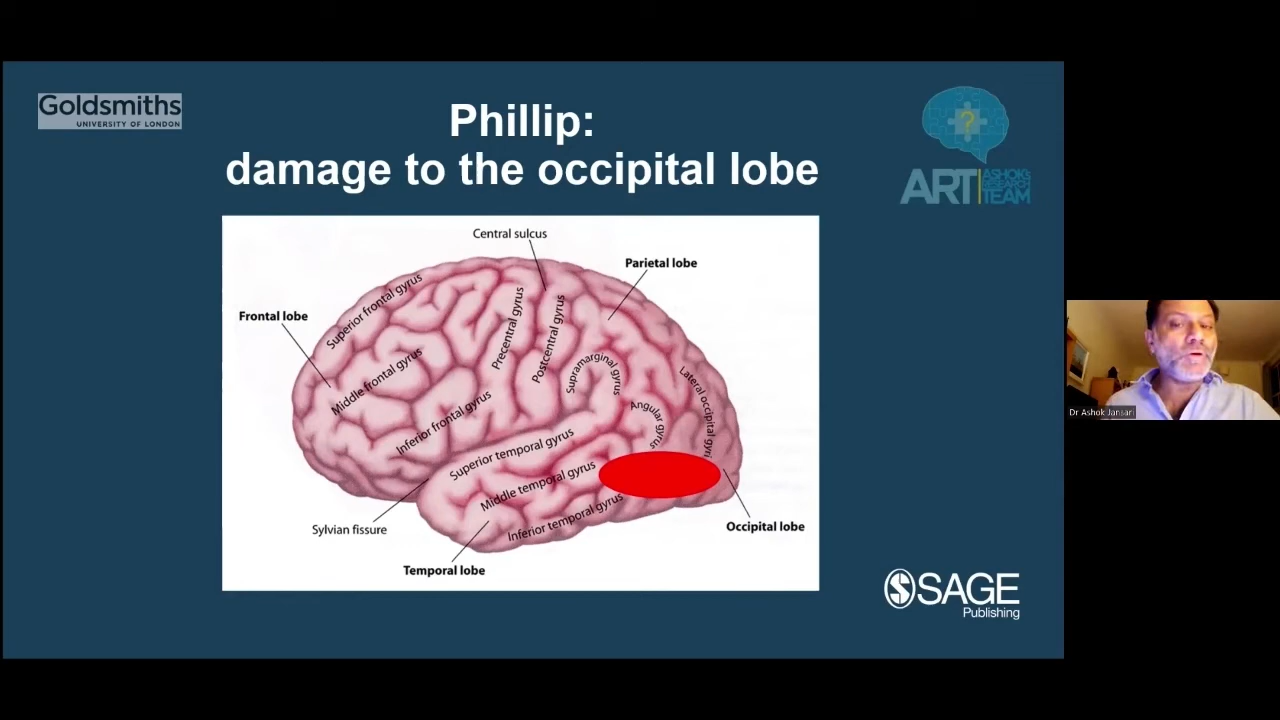 Goldsmiths
UNIVERSITY OF LONDON
Phillip:
damage to the occipital lobe
?
ART
ASHOK'S
RESEARCH
TEAM
Central sulcus
Parietal lobe
Frontal lobe
Superior frontal gyrus
Precentral gyrus
Postcentral gyrus
Supramarginal gyrus
Lateral occipital gyri
Middle frontal gyrus
Angular gyrus
Inferior frontal gyrus
Superior temporal gyrus
Middle temporal gyrus
Inferior temporal gyrus
Sylvian fissure
Occipital lobe
Temporal lobe
S SAGE
Publishing
Dr Ashok Jansari